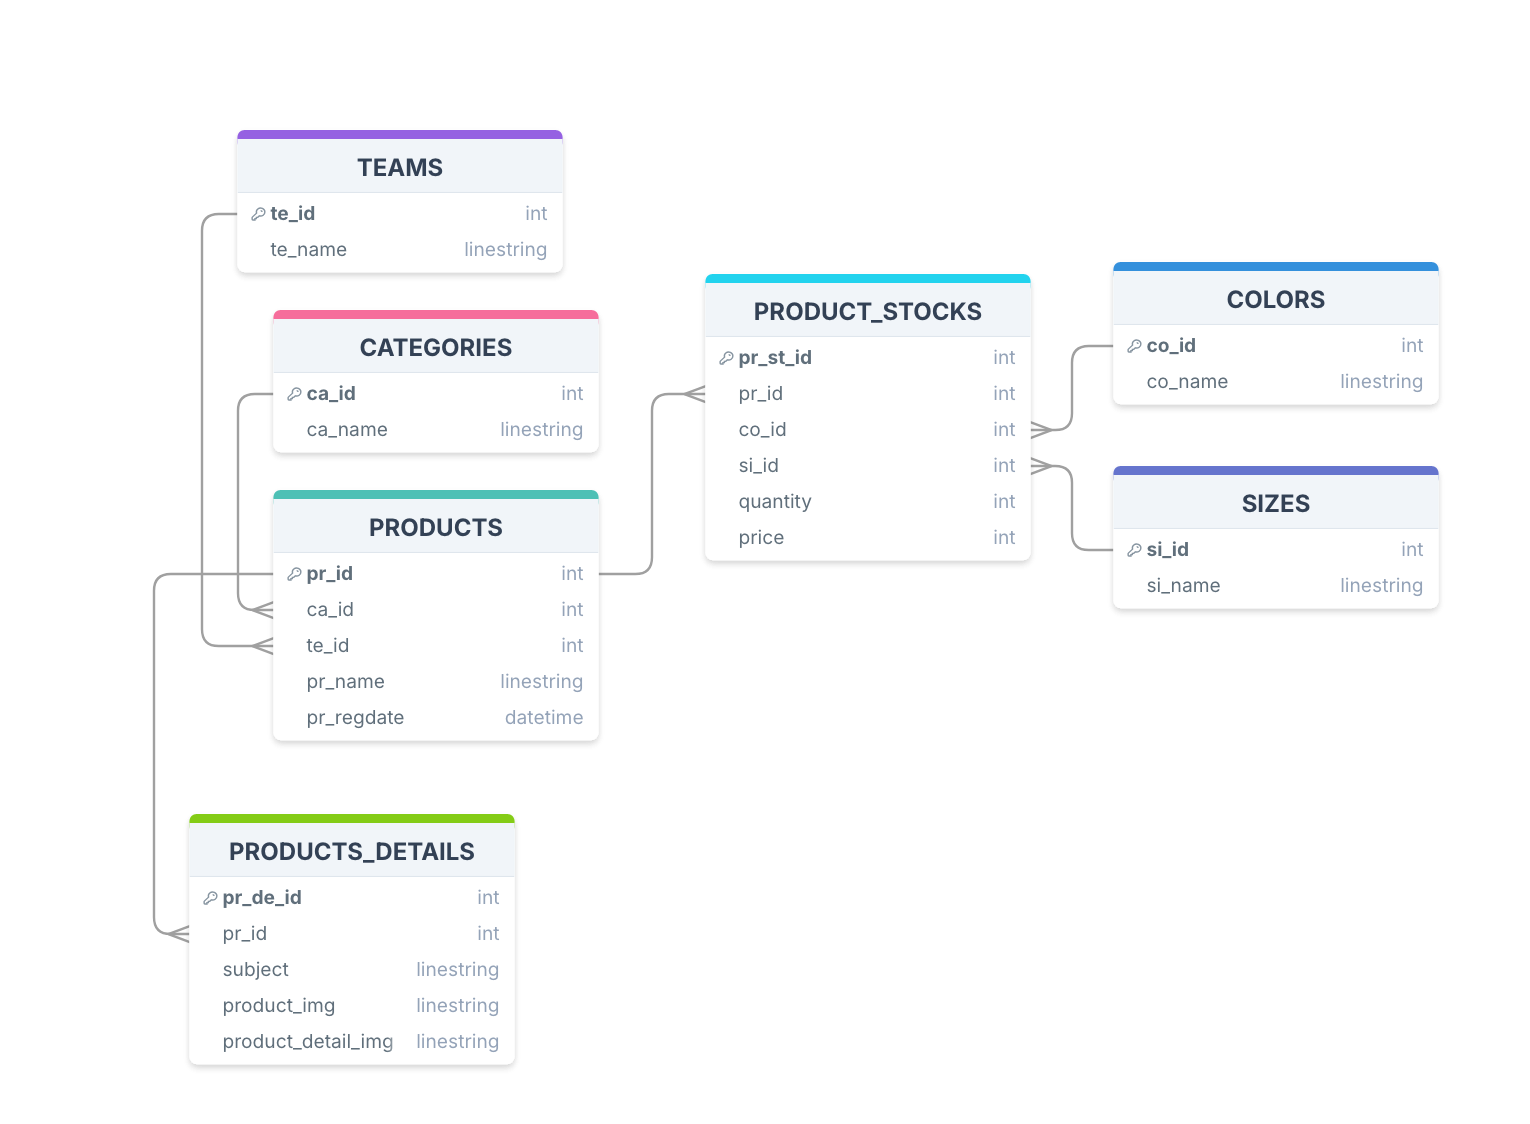 TEAMS
te_id int
te_name linestring
CATEGORIES
ca_id int
ca_name linestring
PRODUCTS
pr_id int
ca_id int
te_id int
pr_name linestring
pr_regdate datetime
PRODUCTS_DETAILS
pr_de_id int
pr_id int
subject linestring
product_img linestring
product_detail_img linestring
PRODUCT_STOCKS
pr_st_id int
pr_id int
co_id int
si_id int
quantity int
price int
COLORS
co_id int
co_name linestring
SIZES
si_id int
si_name linestring